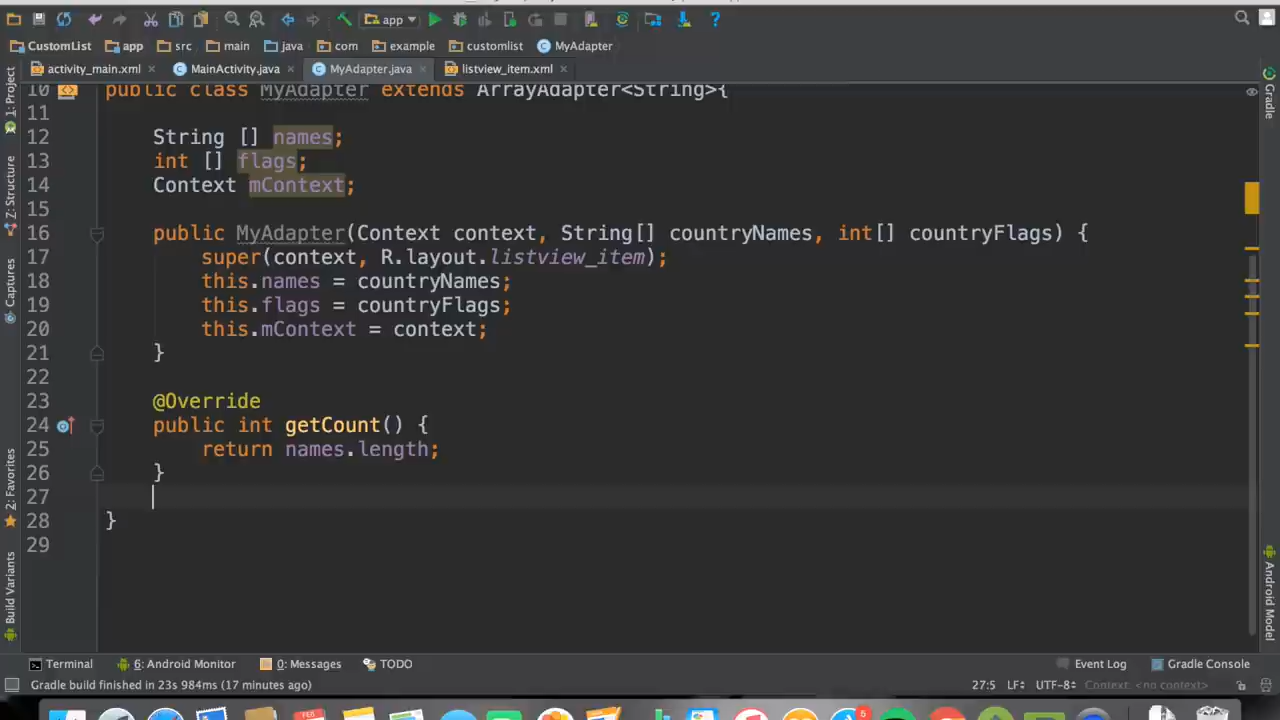 app
CustomList app src main java com example customlist MyAdapter
activity_main.xml MainActivity.java MyAdapter.java listview_item.xml
1: Project
Z: Structure
Captures
2: Favorites
Build Variants
10 public class MyAdapter extends ArrayAdapter<String>{
11
12 String [] names;
13 int [] flags;
14 Context mContext;
15
16 public MyAdapter(Context context, String[] countryNames, int[] countryFlags) {
17 super(context, R.layout.listview_item);
18 this.names = countryNames;
19 this.flags = countryFlags;
20 this.mContext = context;
21 }
22
23 @Override
24 public int getCount() {
25 return names.length;
26 }
27
28 }
29
Gradle
Android Model
Terminal 6: Android Monitor 0: Messages TODO Event Log Gradle Console
Gradle build finished in 23s 984ms (17 minutes ago) 27:5 LF UTF-8 Context: <no context>
FEB
6